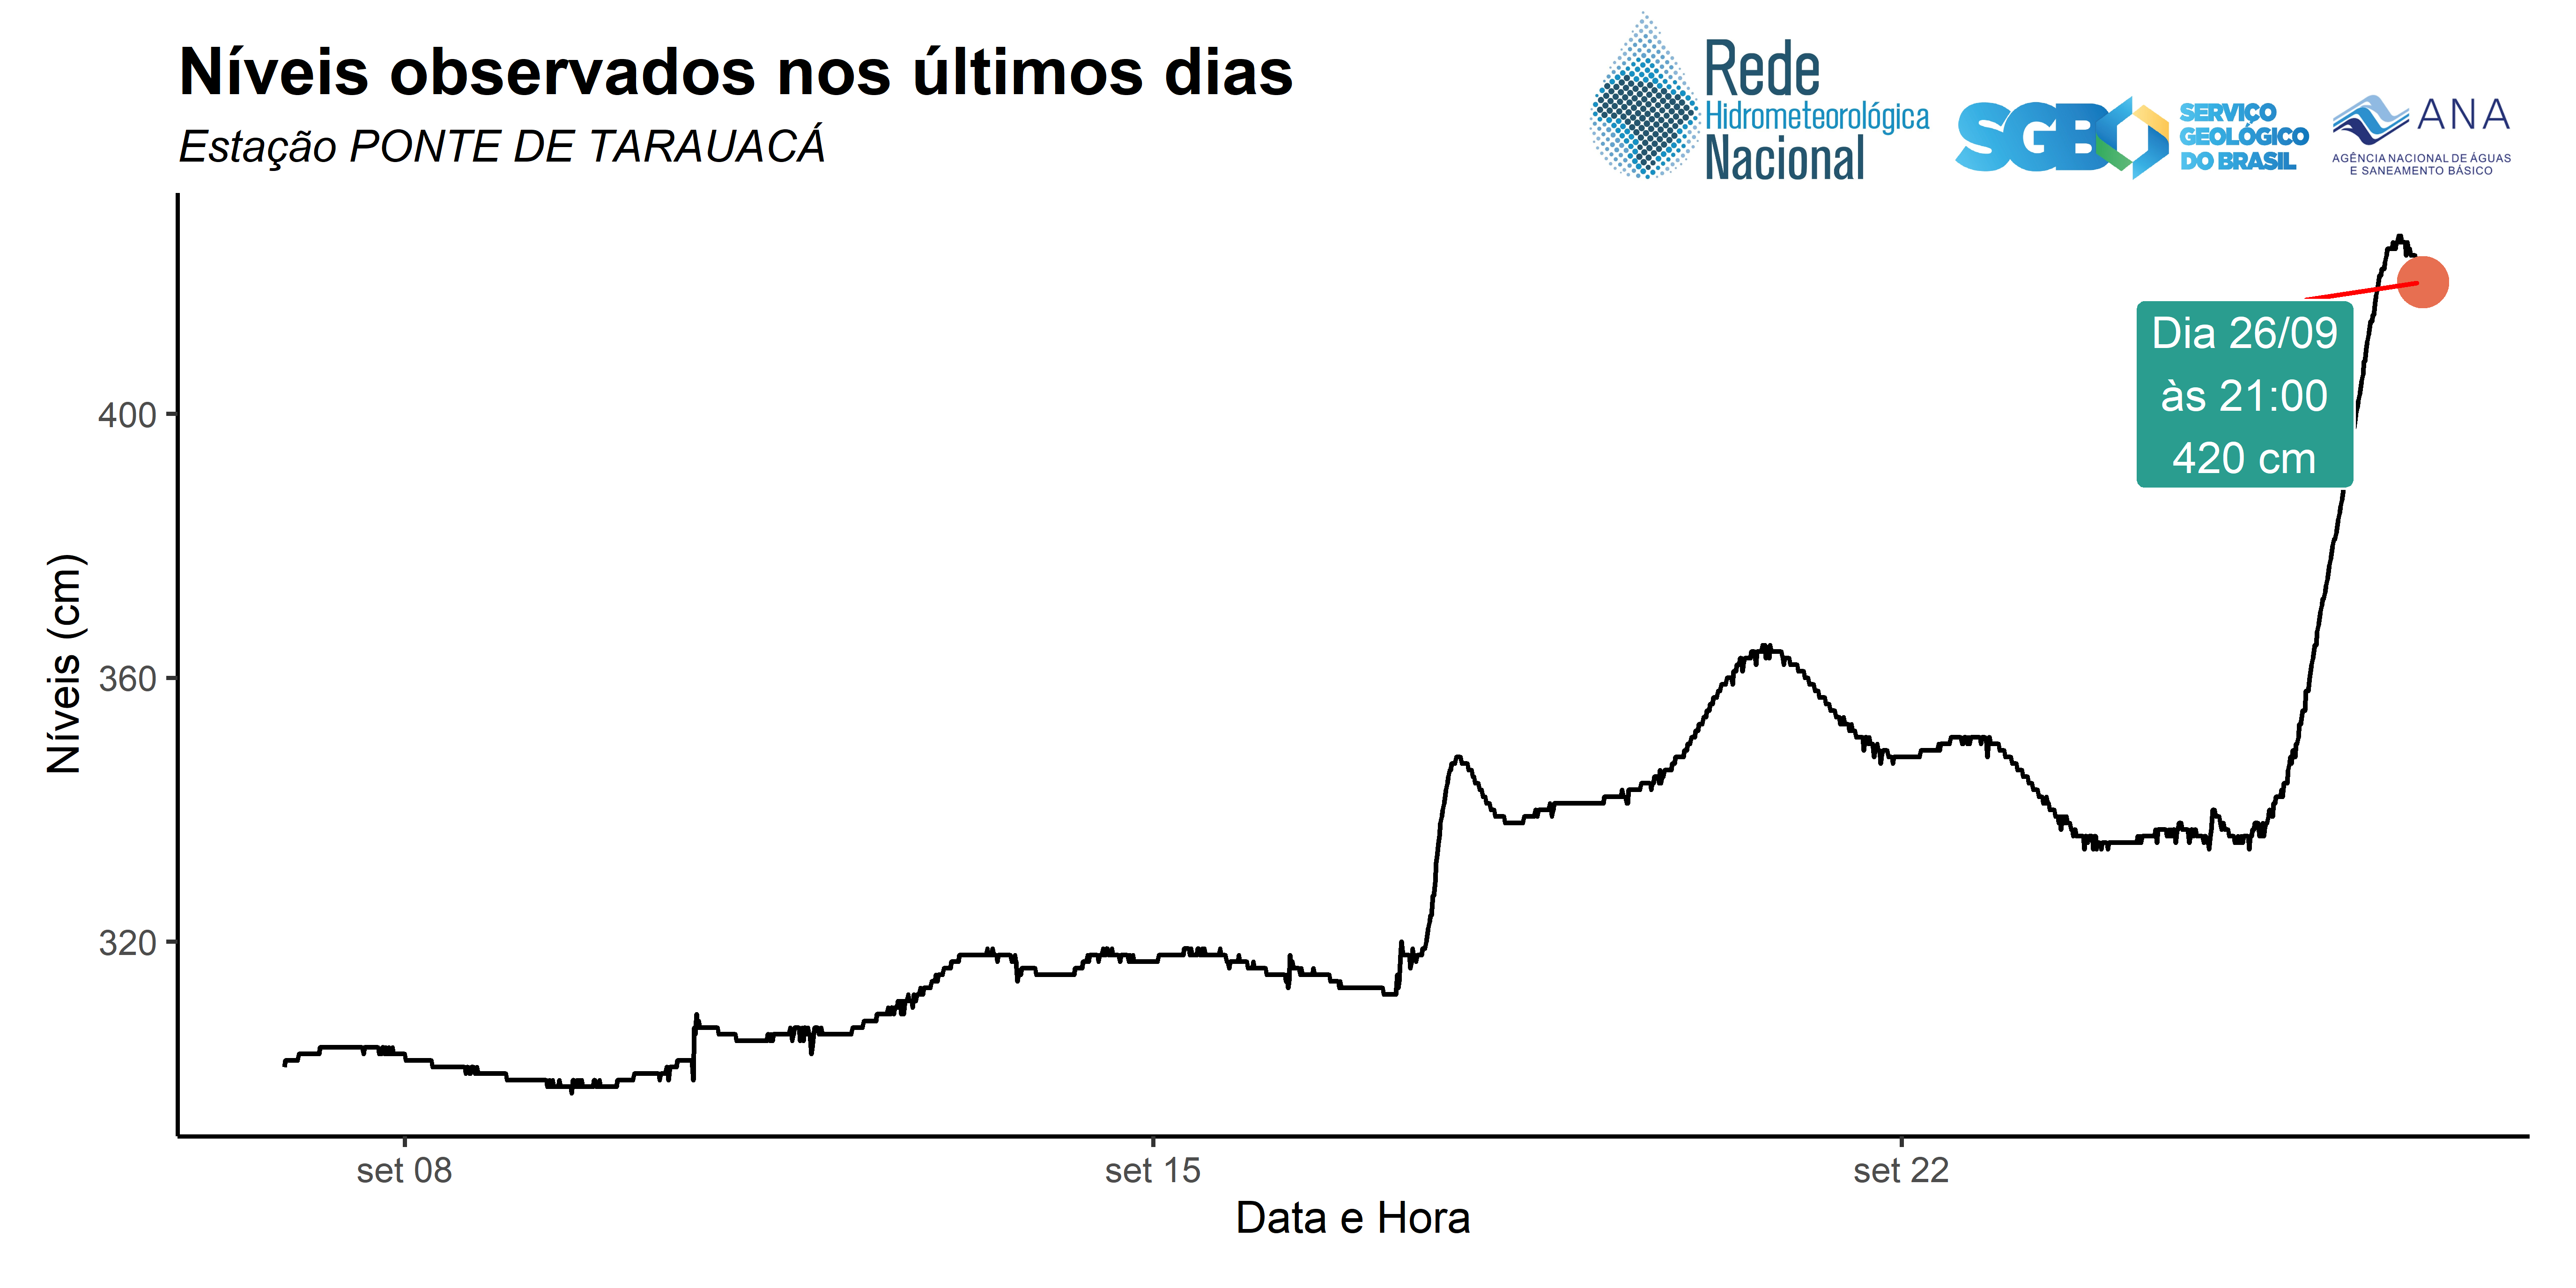 Níveis observados nos últimos dias
Estação PONTE DE TARAUACÁ
Rede
Hidrometeorológica
Nacional
SGB
SERVIÇO
GEOLÓGICO
DO BRASIL
ANA
AGÊNCIA NACIONAL DE ÁGUAS
E SANEAMENTO BÁSICO
Dia 26/09
às 21:00
420 cm
Níveis (cm)
400
360
320
set 08
set 15
set 22
Data e Hora